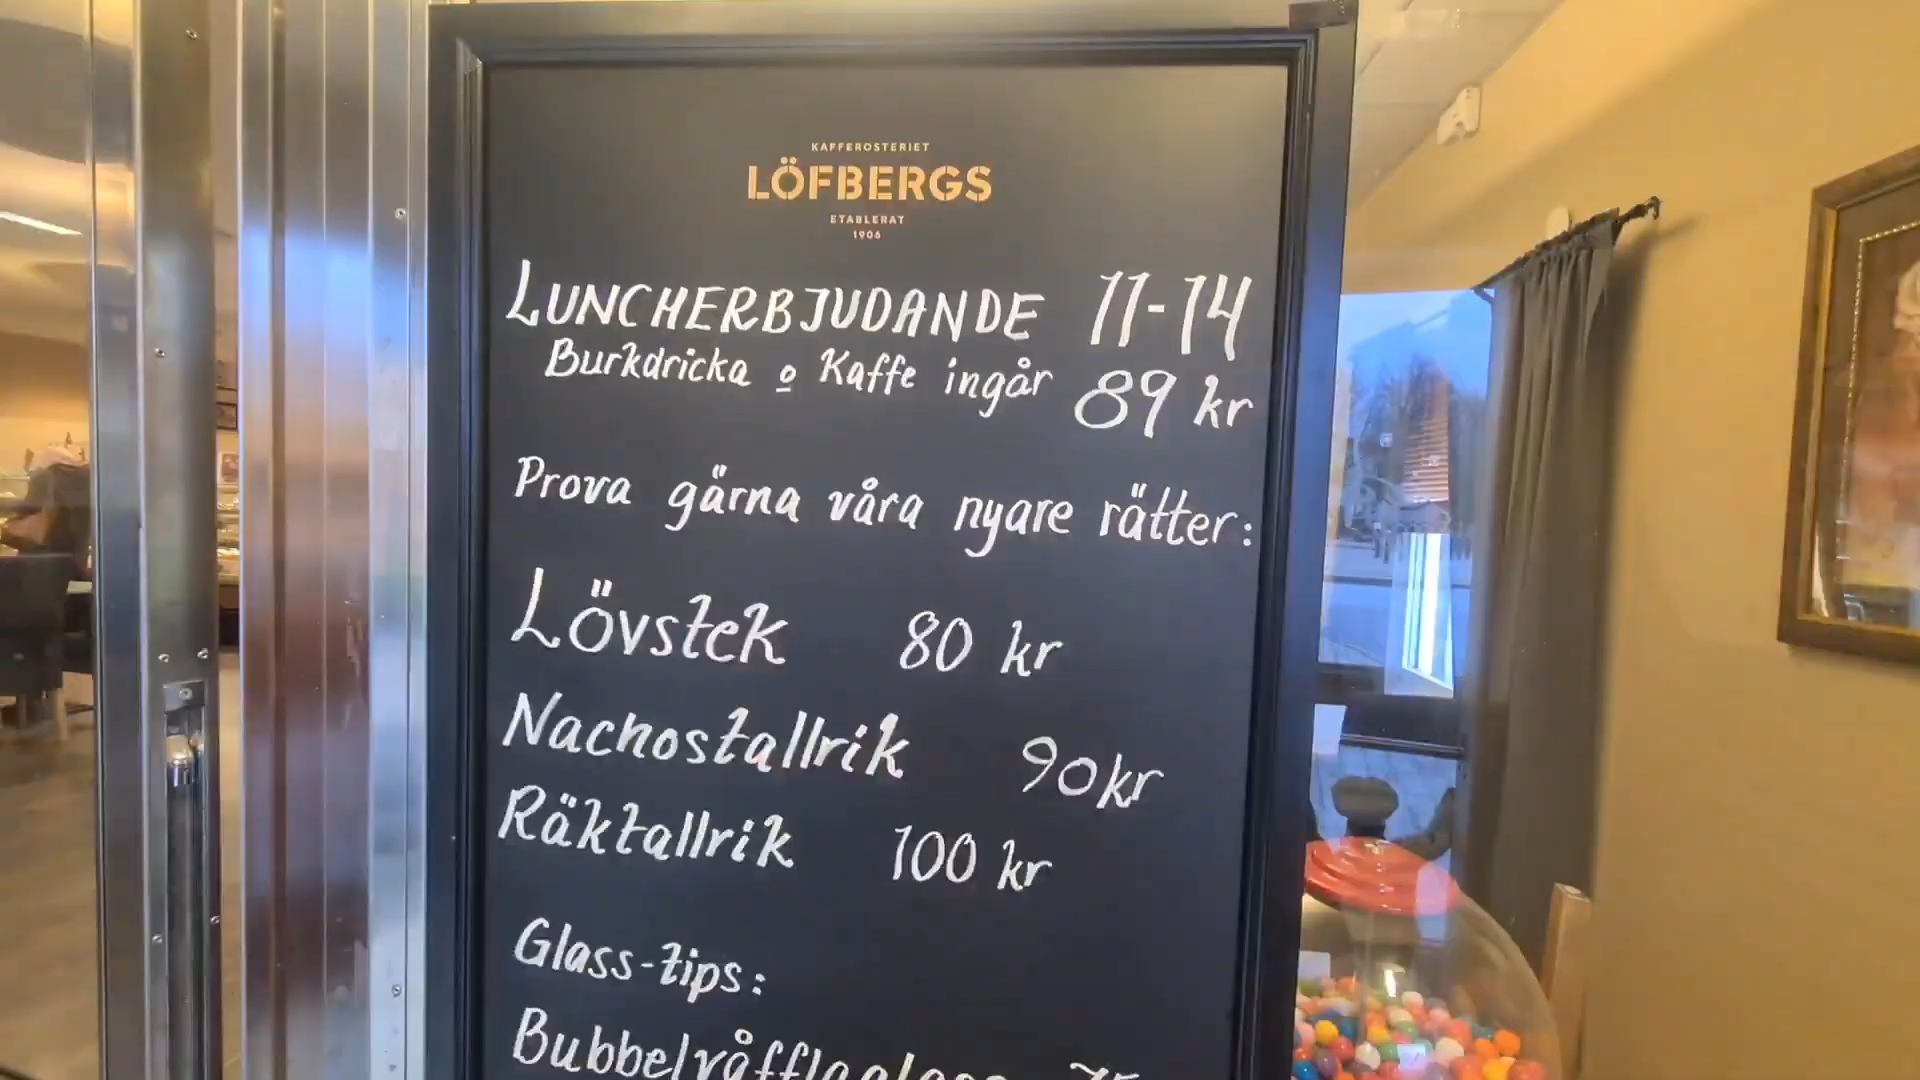 KAFFEROSTERIET
LÖFBERGS
ETABLERAT
1906
LUNCHERBJUDANDE 11-14
Burkdricka o Kaffe ingår 89 kr
Prova gärna våra nyare rätter:
Lövstek 80 kr
Nachostallrik 90kr
Räktallrik 100 kr
Glass-tips: